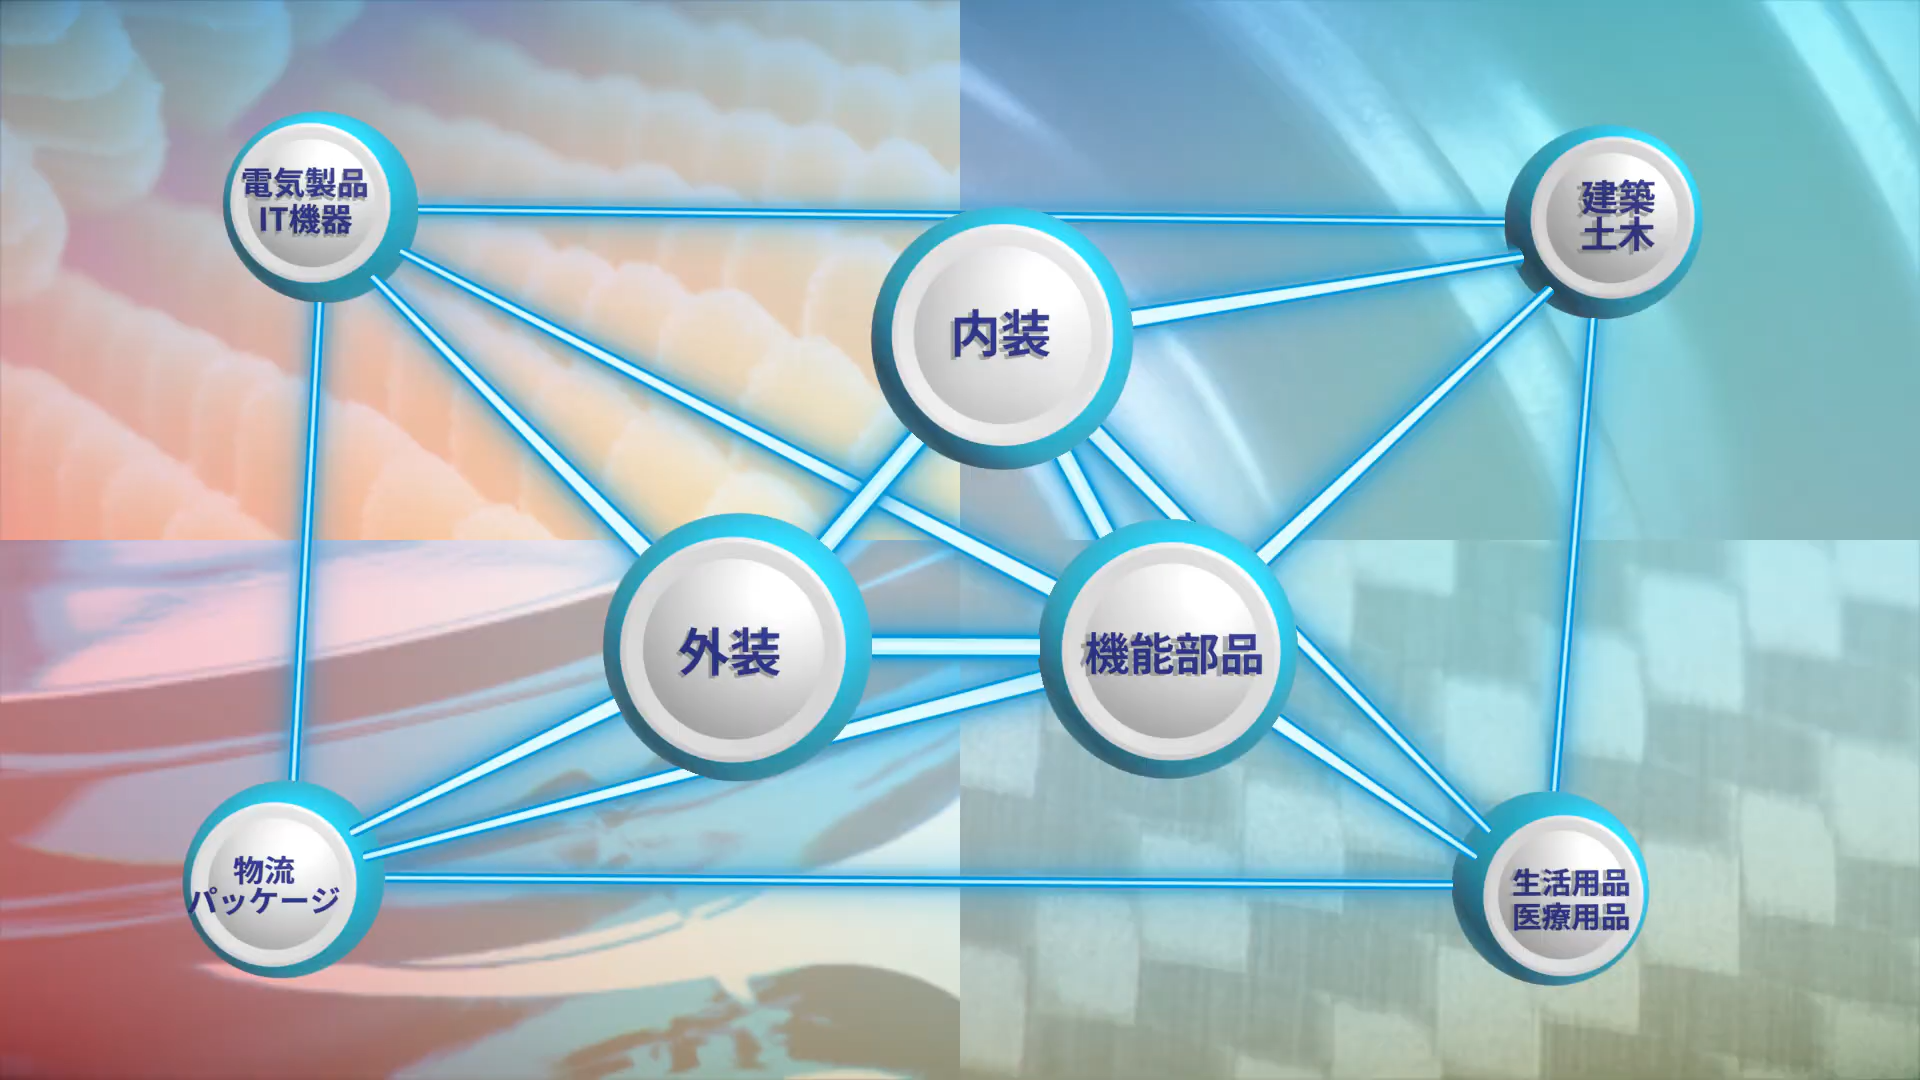 電気製品
IT機器
建築
土木
内装
外装
機能部品
物流
パッケージ
生活用品
医療用品